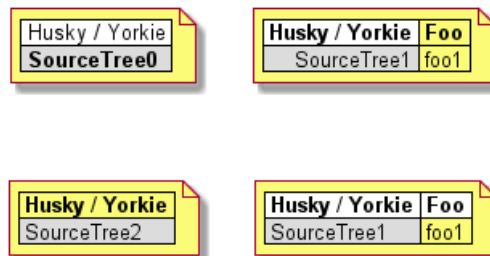 Husky / Yorkie
SourceTree0
Husky / Yorkie Foo
SourceTree1 foo1
Husky / Yorkie
SourceTree2
Husky / Yorkie Foo
SourceTree1 foo1